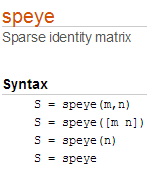 speye
Sparse identity matrix
Syntax
S = speye(m,n)
S = speye([m n])
S = speye(n)
S = speye